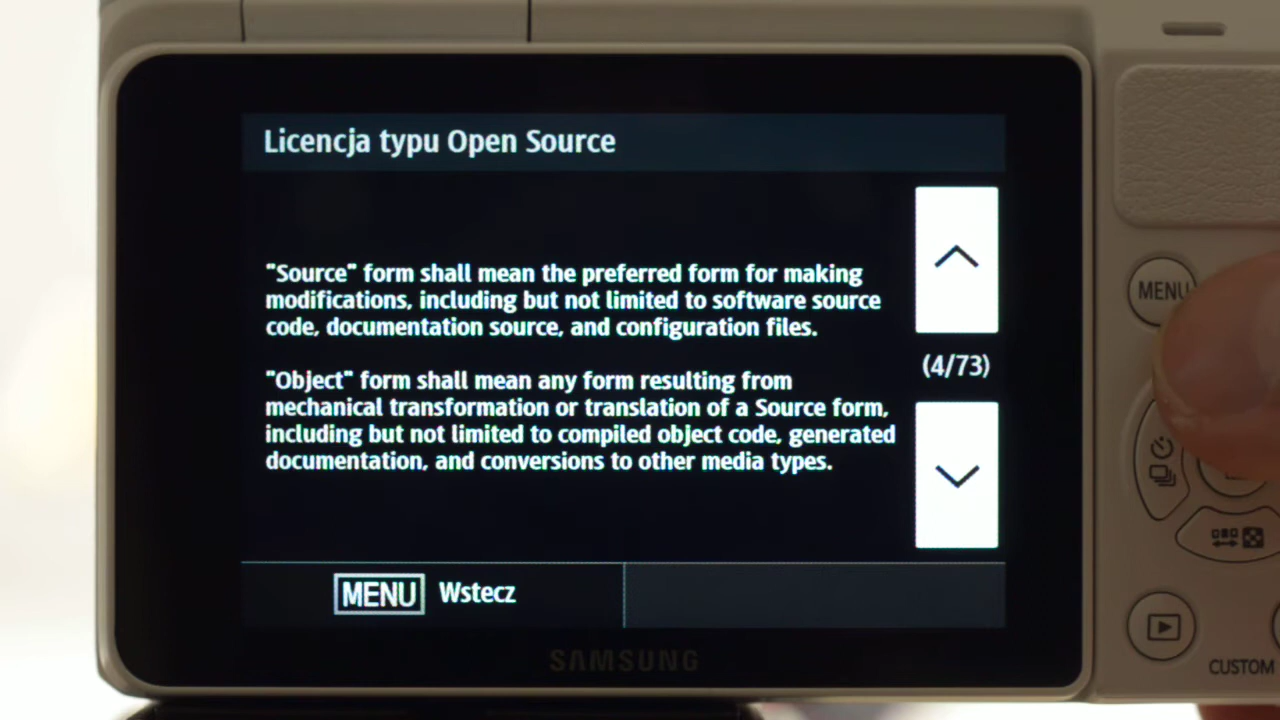 Licencja typu Open Source
"Source" form shall mean the preferred form for making
modifications, including but not limited to software source
code, documentation source, and configuration files.
"Object" form shall mean any form resulting from
mechanical transformation or translation of a Source form,
including but not limited to compiled object code, generated
documentation, and conversions to other media types.
(4/73)
MENU Wstecz
SAMSUNG
MENU
CUSTOM